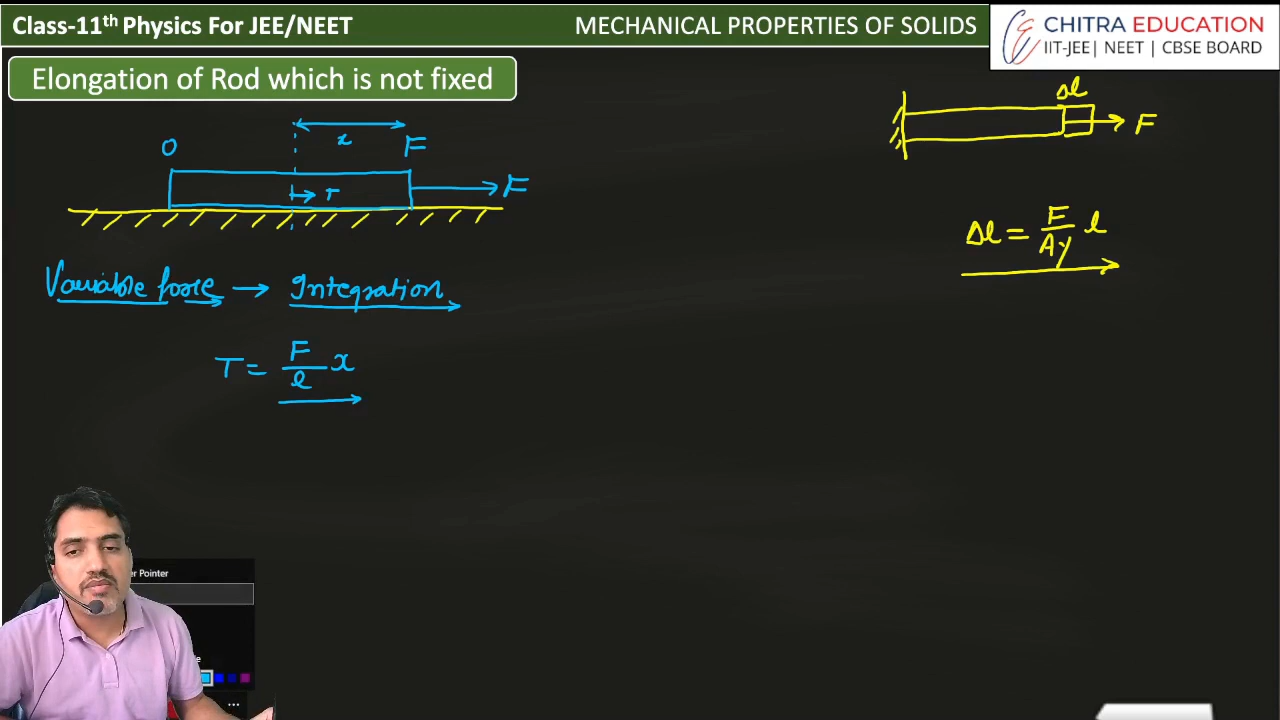 Class-11th Physics For JEE/NEET
MECHANICAL PROPERTIES OF SOLIDS
CHITRA EDUCATION
IIT-JEE| NEET | CBSE BOARD
Elongation of Rod which is not fixed
Δl
F
x
O F
T
F
Δl = F/Ay l
Variable force → Integration
T = F/l x
er Pointer
...